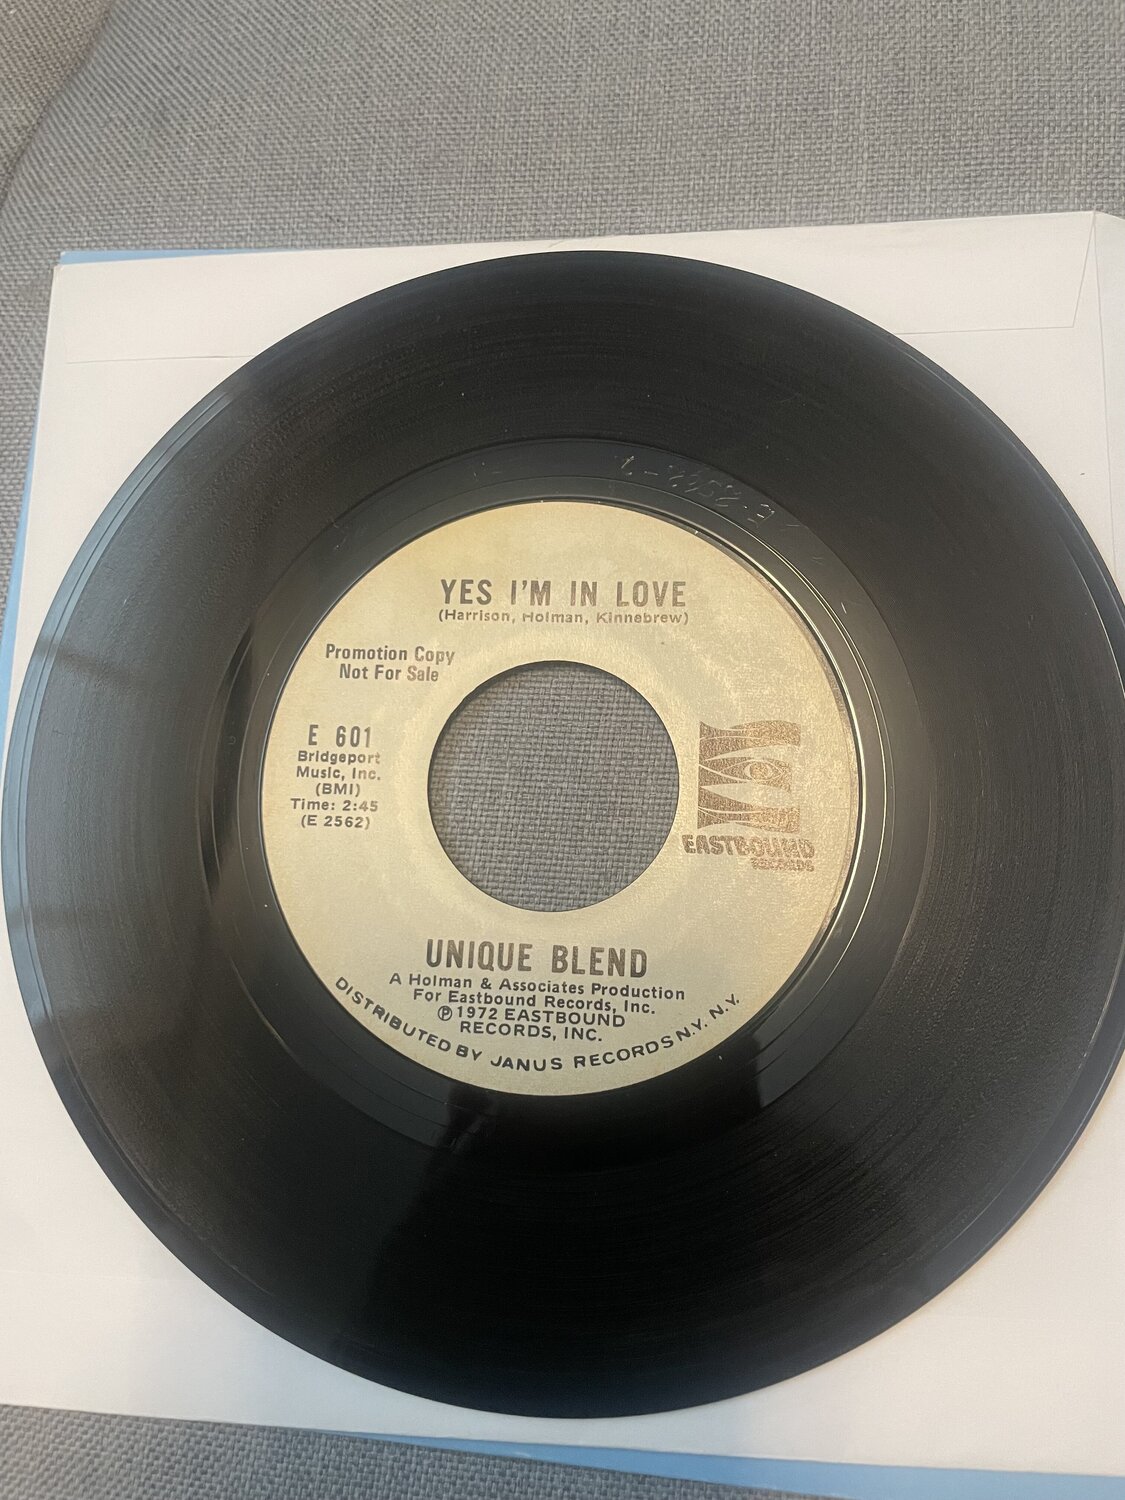 YES I'M IN LOVE
(Harrison, Holman, Kinnebrew)
Promotion Copy
Not For Sale
E 601
Bridgeport
Music, Inc.
(BMI)
Time: 2:45
(E 2562)
EASTBOUND
RECORDS
UNIQUE BLEND
A Holman & Associates Production
For Eastbound Records, Inc.
℗ 1972 EASTBOUND
RECORDS, INC.
DISTRIBUTED BY JANUS RECORDS N.Y. N.Y.